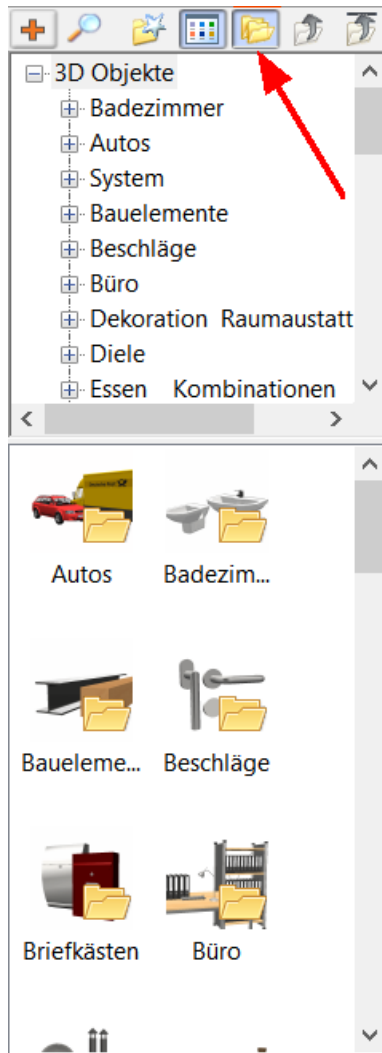 3D Objekte
Badezimmer
Autos
System
Bauelemente
Beschläge
Büro
Dekoration Raumaustatt
Diele
Essen Kombinationen
Autos Badezim...
Baueleme... Beschläge
Briefkästen Büro